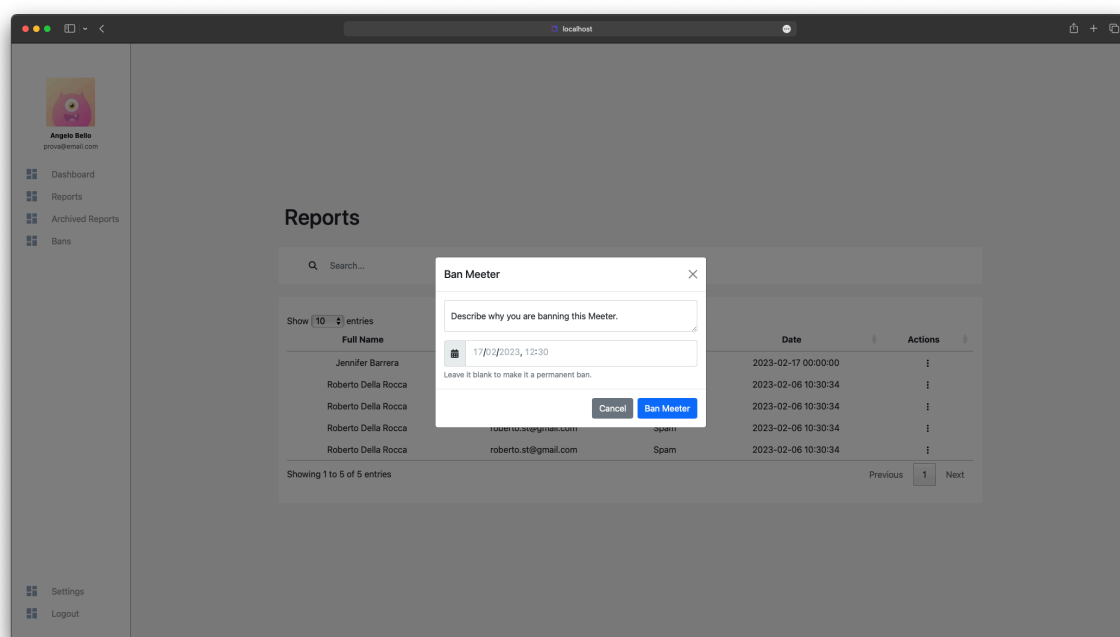 localhost
Angelo Bello
prova@email.com
Dashboard
Reports
Archived Reports
Bans
Settings
Logout
Reports
Search...
Show 10 entries
Full Name Date Actions
Jennifer Barrera 2023-02-17 00:00:00
Roberto Della Rocca 2023-02-06 10:30:34
Roberto Della Rocca 2023-02-06 10:30:34
Roberto Della Rocca roberto.st@gmail.com Spam 2023-02-06 10:30:34
Roberto Della Rocca roberto.st@gmail.com Spam 2023-02-06 10:30:34
Showing 1 to 5 of 5 entries
Previous 1 Next
Ban Meeter
Describe why you are banning this Meeter.
17/02/2023, 12:30
Leave it blank to make it a permanent ban.
Cancel Ban Meeter